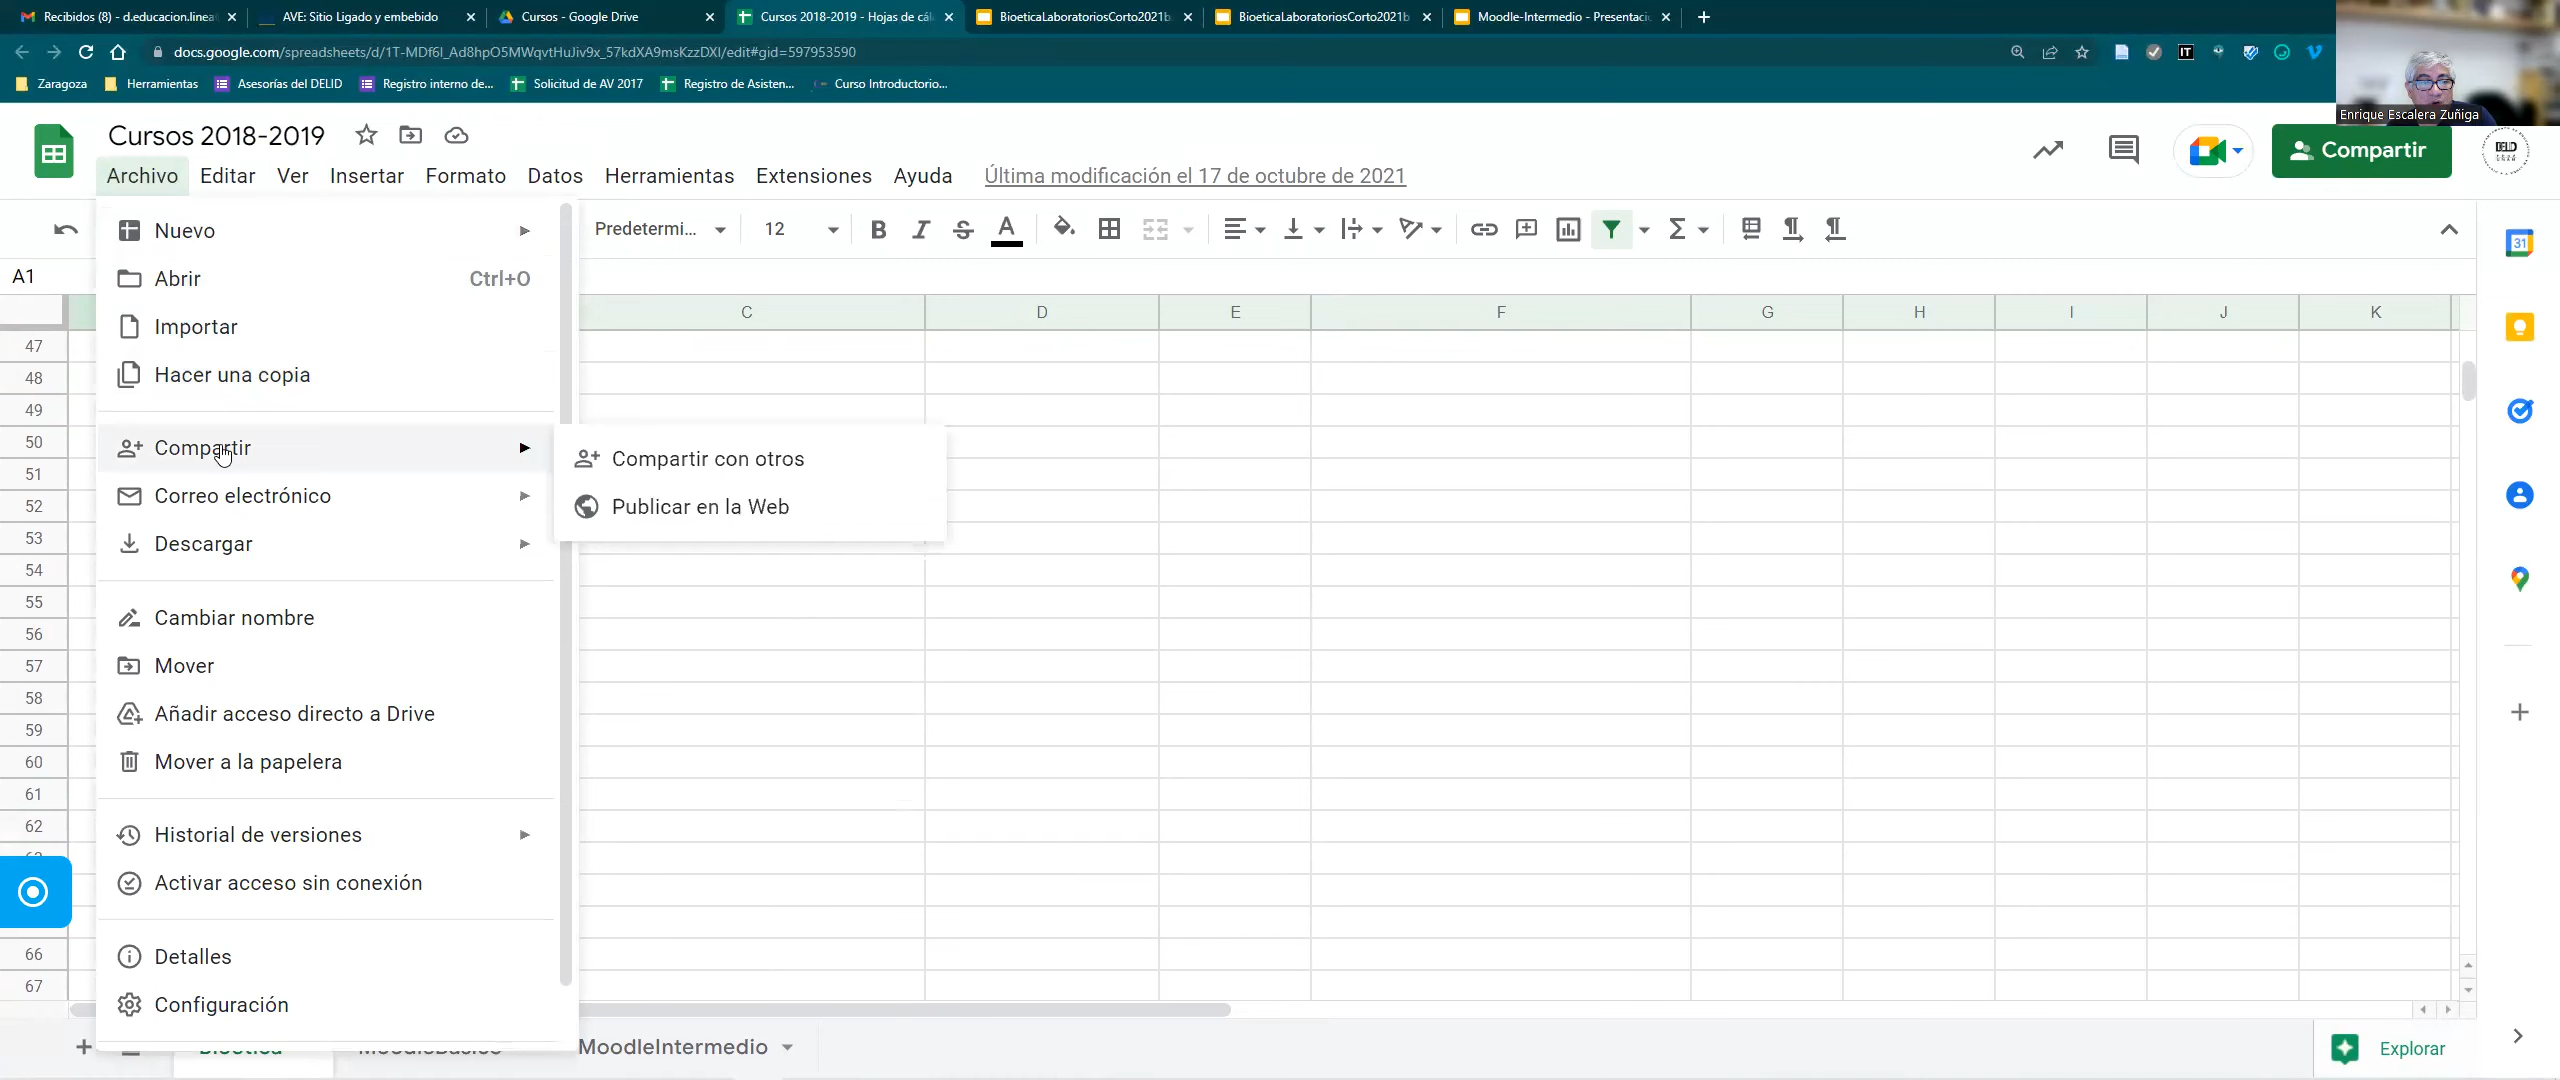 Recibidos (8) - d.educacion.linea
AVE: Sitio Ligado y embebido
Cursos - Google Drive
Cursos 2018-2019 - Hojas de cál
BioeticaLaboratoriosCorto2021b
BioeticaLaboratoriosCorto2021b
Moodle-Intermedio - Presentaci
docs.google.com/spreadsheets/d/1T-MDf6l_Ad8hpO5MWqvtHuJiv9x_57kdXA9msKzzDXI/edit#gid=597953590
Zaragoza
Herramientas
Asesorías del DELID
Registro interno de...
Solicitud de AV 2017
Registro de Asisten...
Curso Introductorio...
Enrique Escalera Zuñiga
Cursos 2018-2019
Compartir
Archivo Editar Ver Insertar Formato Datos Herramientas Extensiones Ayuda Última modificación el 17 de octubre de 2021
Predetermi... 12
A1
Nuevo
Abrir Ctrl+O
Importar
Hacer una copia
Compartir
Correo electrónico
Descargar
Cambiar nombre
Mover
Añadir acceso directo a Drive
Mover a la papelera
Historial de versiones
Activar acceso sin conexión
Detalles
Configuración
Compartir con otros
Publicar en la Web
C D E F G H I J K
47
48
49
50
51
52
53
54
55
56
57
58
59
60
61
62
66
67
Bioetica
MoodleBasico
MoodleIntermedio
Explorar